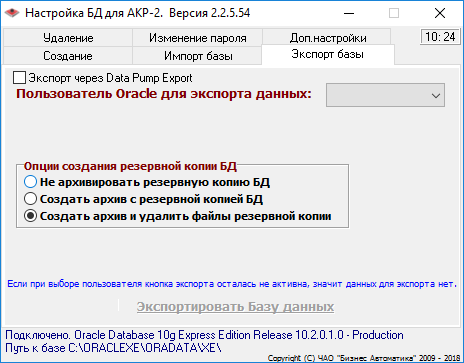 Настройка БД для АКР-2. Версия 2.2.5.54
Удаление Изменение пароля Доп.настройки 10: 24
Создание Импорт базы Экспорт базы
Экспорт через Data Pump Export
Пользователь Oracle для экспорта данных:
Опции создания резервной копии БД
Не архивировать резервную копию БД
Создать архив с резервной копией БД
Создать архив и удалить файлы резервной копии
Если при выборе пользователя кнопка экспорта осталась не активна, значит данных для экспорта нет.
Экспортировать Базу данных
Подключено. Oracle Database 10g Express Edition Release 10.2.0.1.0 - Production
Путь к базе C:\ORACLEXE\ORADATA\XE\
Copyright (C) ЧАО "Бизнес Автоматика" 2009 - 2018